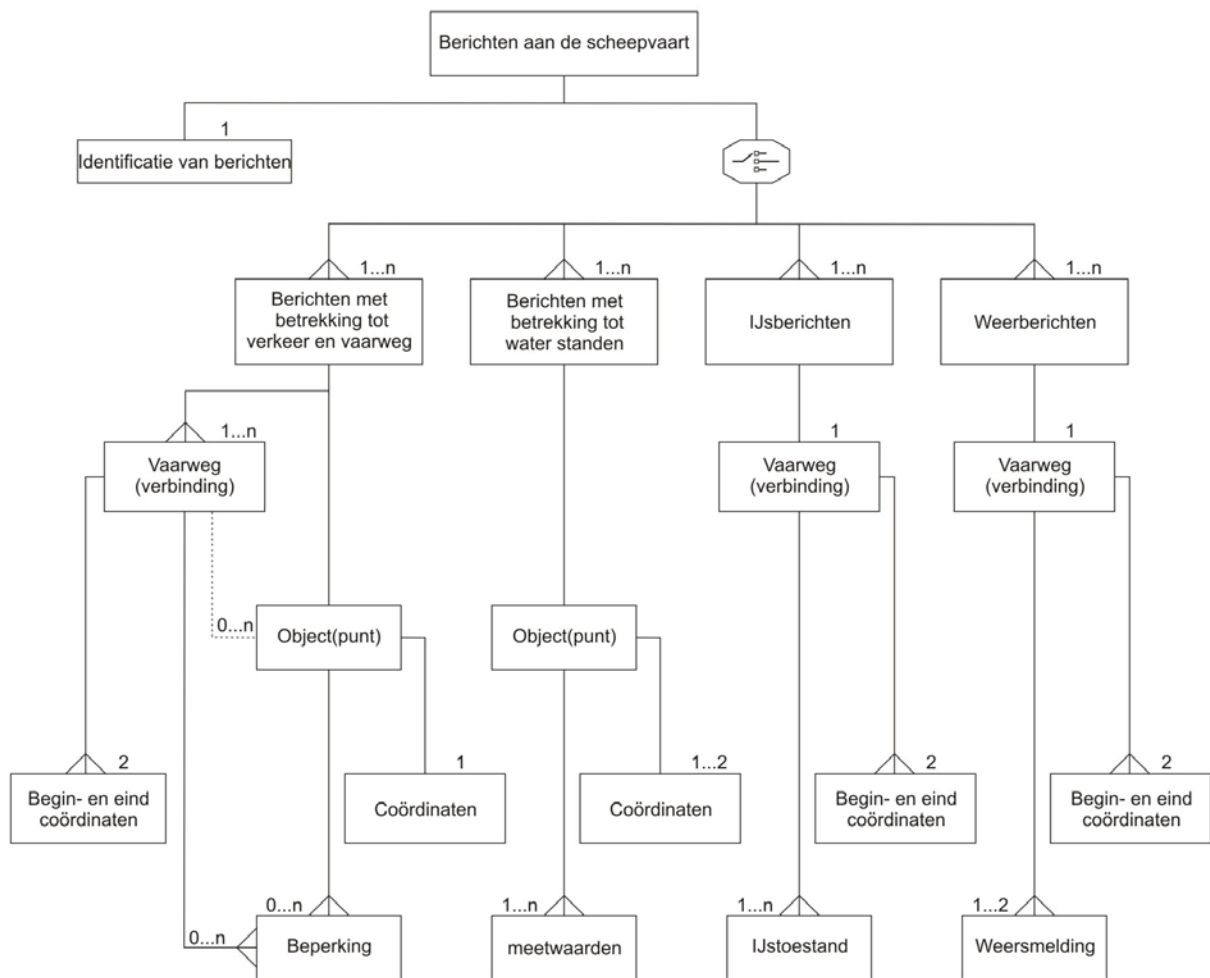 Berichten aan de scheepvaart
1
Identificatie van berichten
1...n
1...n
1...n
1...n
Berichten met
betrekking tot
verkeer en vaarweg
Berichten met
betrekking tot
water standen
IJsberichten
Weerberichten
1...n
1
1
Vaarweg
(verbinding)
Vaarweg
(verbinding)
Vaarweg
(verbinding)
0...n
Object(punt)
Object(punt)
2
1
1...2
2
2
Begin- en eind
coördinaten
Coördinaten
Coördinaten
Begin- en eind
coördinaten
Begin- en eind
coördinaten
0...n
1...n
1...n
1...2
0...n
Beperking
meetwaarden
IJstoestand
Weersmelding